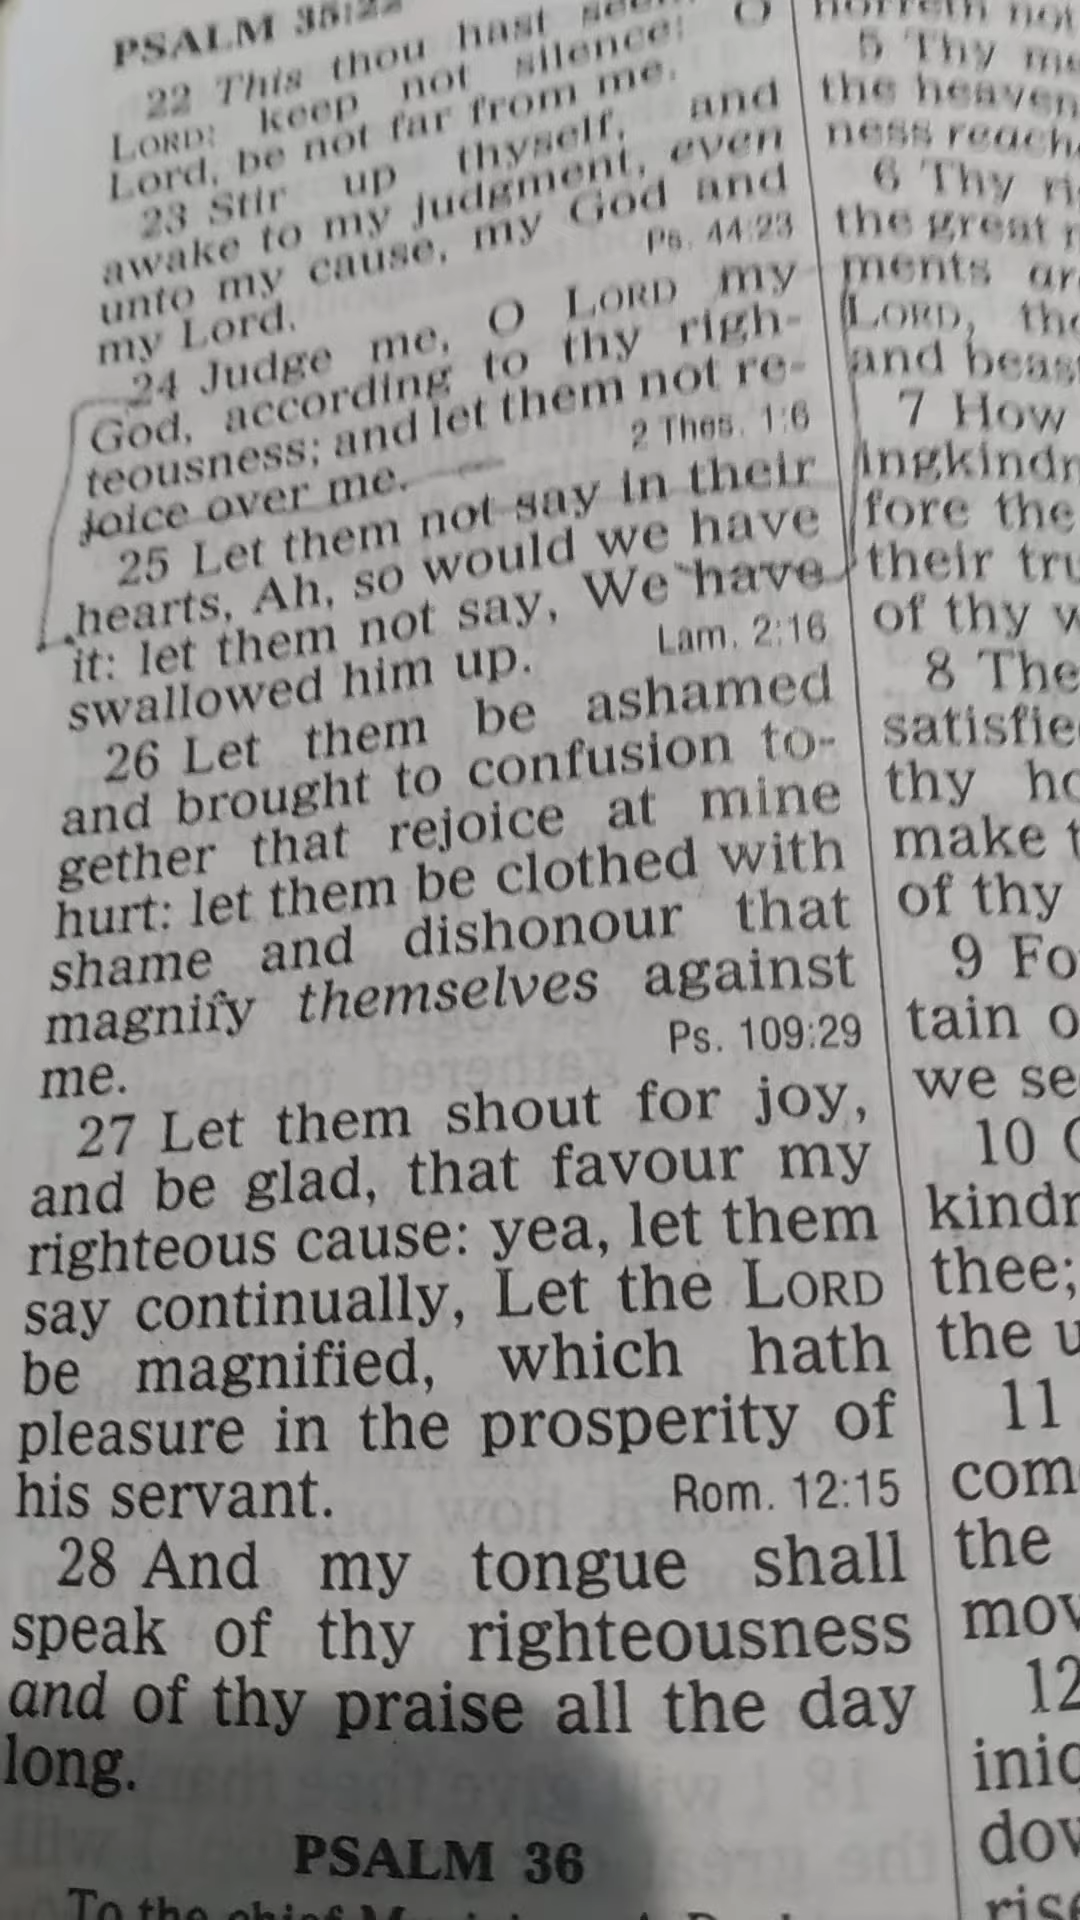 PSALM 35:22
22 This thou hast
LORD: keep not silence: O
Lord, be not far from me.
23 Stir up thyself, and
awake to my judgment, even
unto my cause, my God and
my Lord. Ps. 44:23
24 Judge me, O LORD my
God, according to thy righ-
teousness; and let them not re-
joice over me. 2 Thes. 1:6
25 Let them not say in their
hearts, Ah, so would we have
it: let them not say, We have
swallowed him up. Lam. 2:16
26 Let them be ashamed
and brought to confusion to-
gether that rejoice at mine
hurt: let them be clothed with
shame and dishonour that
magnify themselves against
me. Ps. 109:29
27 Let them shout for joy,
and be glad, that favour my
righteous cause: yea, let them
say continually, Let the LORD
be magnified, which hath
pleasure in the prosperity of
his servant. Rom. 12:15
28 And my tongue shall
speak of thy righteousness
and of thy praise all the day
long.
PSALM 36
To the chief
not
5 Thy
the heaven
ness
6 Thy
the great
ments
LORD,
and
7 How
fore the
their
of thy
8 The
satisfie
thy
make
of thy
9
tain
we
10
kind
thee;
the
11
com
the
mov
12